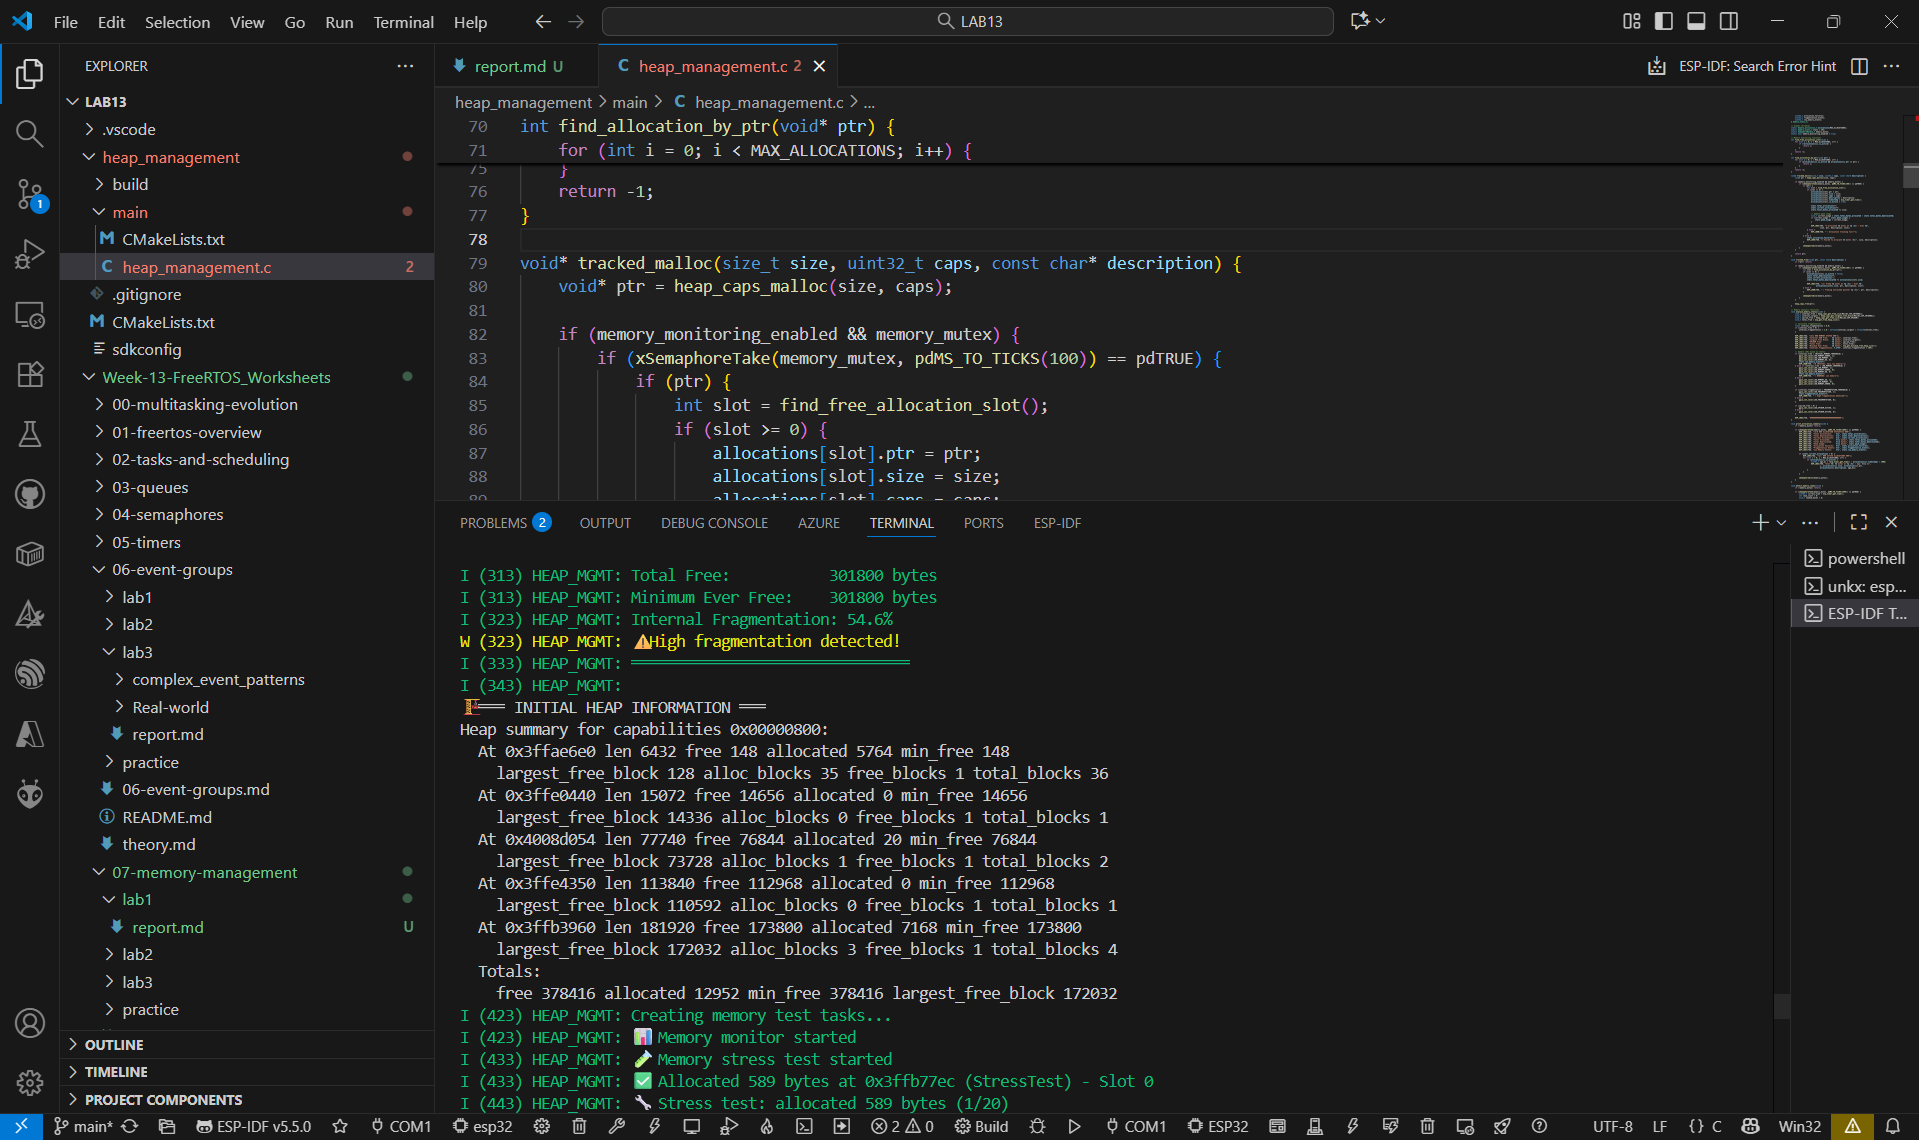 File Edit Selection View Go Run Terminal Help
LAB13
EXPLORER
LAB13
.vscode
heap_management
build
main
CMakeLists.txt
heap_management.c 2
.gitignore
CMakeLists.txt
sdkconfig
Week-13-FreeRTOS_Worksheets
00-multitasking-evolution
01-freertos-overview
02-tasks-and-scheduling
03-queues
04-semaphores
05-timers
06-event-groups
lab1
lab2
lab3
complex_event_patterns
Real-world
report.md
practice
06-event-groups.md
README.md
theory.md
07-memory-management
lab1
report.md U
lab2
lab3
practice
OUTLINE
TIMELINE
PROJECT COMPONENTS
1
report.md U
C heap_management.c 2
ESP-IDF: Search Error Hint
heap_management > main > C heap_management.c > ...
70 int find_allocation_by_ptr(void* ptr) {
71 for (int i = 0; i < MAX_ALLOCATIONS; i++) {
75 }
76 return -1;
77 }
78
79 void* tracked_malloc(size_t size, uint32_t caps, const char* description) {
80 void* ptr = heap_caps_malloc(size, caps);
81
82 if (memory_monitoring_enabled && memory_mutex) {
83 if (xSemaphoreTake(memory_mutex, pdMS_TO_TICKS(100)) == pdTRUE) {
84 if (ptr) {
85 int slot = find_free_allocation_slot();
86 if (slot >= 0) {
87 allocations[slot].ptr = ptr;
88 allocations[slot].size = size;
89 allocations[slot].caps = caps;
PROBLEMS 2 OUTPUT DEBUG CONSOLE AZURE TERMINAL PORTS ESP-IDF
powershell
unkx: esp...
ESP-IDF T...
I (313) HEAP_MGMT: Total Free: 301800 bytes
I (313) HEAP_MGMT: Minimum Ever Free: 301800 bytes
I (323) HEAP_MGMT: Internal Fragmentation: 54.6%
W (323) HEAP_MGMT: ⚠️High fragmentation detected!
I (333) HEAP_MGMT: ═══════════════════════════════
I (343) HEAP_MGMT:
🏗═══ INITIAL HEAP INFORMATION ═══
Heap summary for capabilities 0x00000800:
At 0x3ffae6e0 len 6432 free 148 allocated 5764 min_free 148
largest_free_block 128 alloc_blocks 35 free_blocks 1 total_blocks 36
At 0x3ffe0440 len 15072 free 14656 allocated 0 min_free 14656
largest_free_block 14336 alloc_blocks 0 free_blocks 1 total_blocks 1
At 0x4008d054 len 77740 free 76844 allocated 20 min_free 76844
largest_free_block 73728 alloc_blocks 1 free_blocks 1 total_blocks 2
At 0x3ffe4350 len 113840 free 112968 allocated 0 min_free 112968
largest_free_block 110592 alloc_blocks 0 free_blocks 1 total_blocks 1
At 0x3ffb3960 len 181920 free 173800 allocated 7168 min_free 173800
largest_free_block 172032 alloc_blocks 3 free_blocks 1 total_blocks 4
Totals:
free 378416 allocated 12952 min_free 378416 largest_free_block 172032
I (423) HEAP_MGMT: Creating memory test tasks...
I (423) HEAP_MGMT: 📊 Memory monitor started
I (433) HEAP_MGMT: 🧪 Memory stress test started
I (433) HEAP_MGMT: ✅ Allocated 589 bytes at 0x3ffb77ec (StressTest) - Slot 0
I (443) HEAP_MGMT: 🔧 Stress test: allocated 589 bytes (1/20)
main* ESP-IDF v5.5.0 COM1 esp32 2 0 Build COM1 ESP32 UTF-8 LF {} C Win32